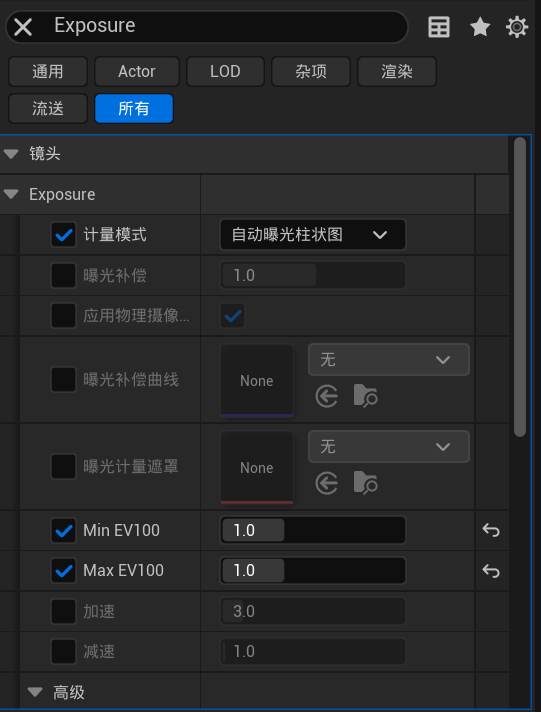 Exposure
通用 Actor LOD 杂项 渲染
流送 所有
镜头
Exposure
计量模式 自动曝光柱状图
曝光补偿 1.0
应用物理摄像...
曝光补偿曲线 None 无
曝光计量遮罩 None 无
Min EV100 1.0
Max EV100 1.0
加速 3.0
减速 1.0
高级